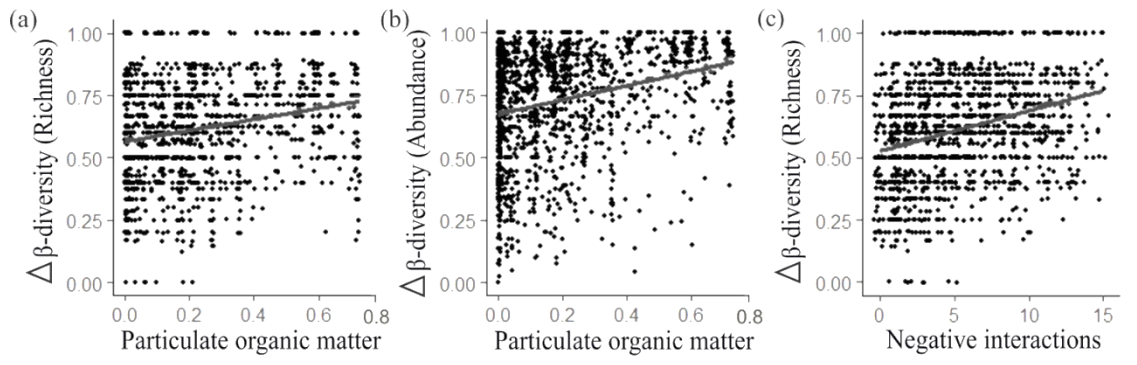 (a)
Δ β-diversity (Richness)
1.00
0.75
0.50
0.25
0.00
0.0 0.2 0.4 0.6 0.8
Particulate organic matter
(b)
Δ β-diversity (Abundance)
1.00
0.75
0.50
0.25
0.00
0.0 0.2 0.4 0.6 0.8
Particulate organic matter
(c)
Δ β-diversity (Richness)
1.00
0.75
0.50
0.25
0.00
0 5 10 15
Negative interactions